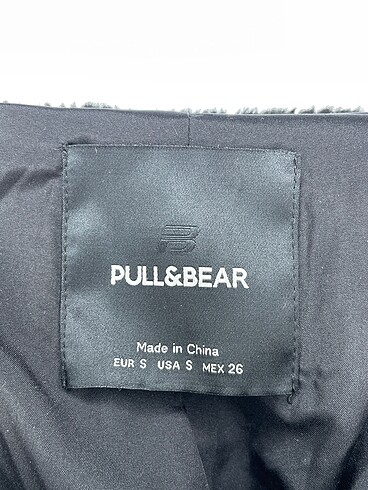 PULL&BEAR
Made in China
EUR S USA S MEX 26